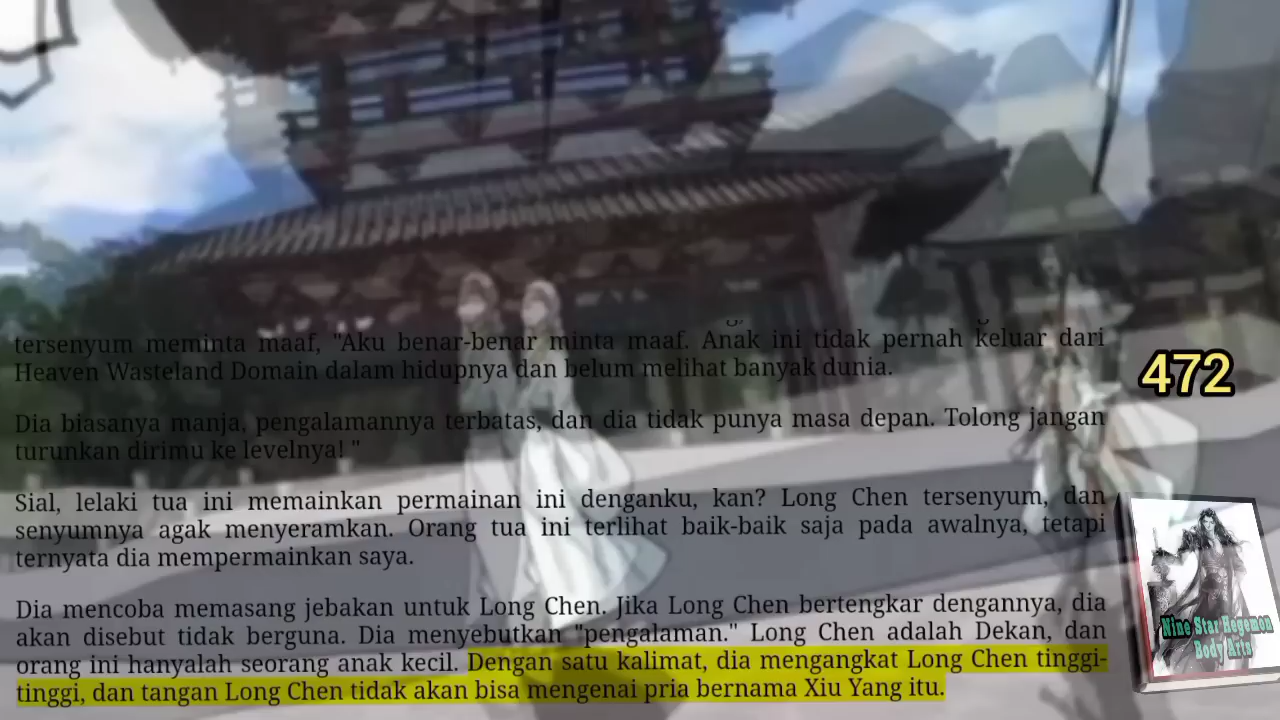 tersenyum meminta maaf, "Aku benar-benar minta maaf. Anak ini tidak pernah keluar dari
Heaven Wasteland Domain dalam hidupnya dan belum melihat banyak dunia.
Dia biasanya manja, pengalamannya terbatas, dan dia tidak punya masa depan. Tolong jangan
turunkan dirimu ke levelnya! "
Sial, lelaki tua ini memainkan permainan ini denganku, kan? Long Chen tersenyum, dan
senyumnya agak menyeramkan. Orang tua ini terlihat baik-baik saja pada awalnya, tetapi
ternyata dia mempermainkan saya.
Dia mencoba memasang jebakan untuk Long Chen. Jika Long Chen bertengkar dengannya, dia
akan disebut tidak berguna. Dia menyebutkan "pengalaman." Long Chen adalah Dekan, dan
orang ini hanyalah seorang anak kecil. Dengan satu kalimat, dia mengangkat Long Chen tinggi-
tinggi, dan tangan Long Chen tidak akan bisa mengenai pria bernama Xiu Yang itu.
472
Nine Star Hegemon
Body Arts